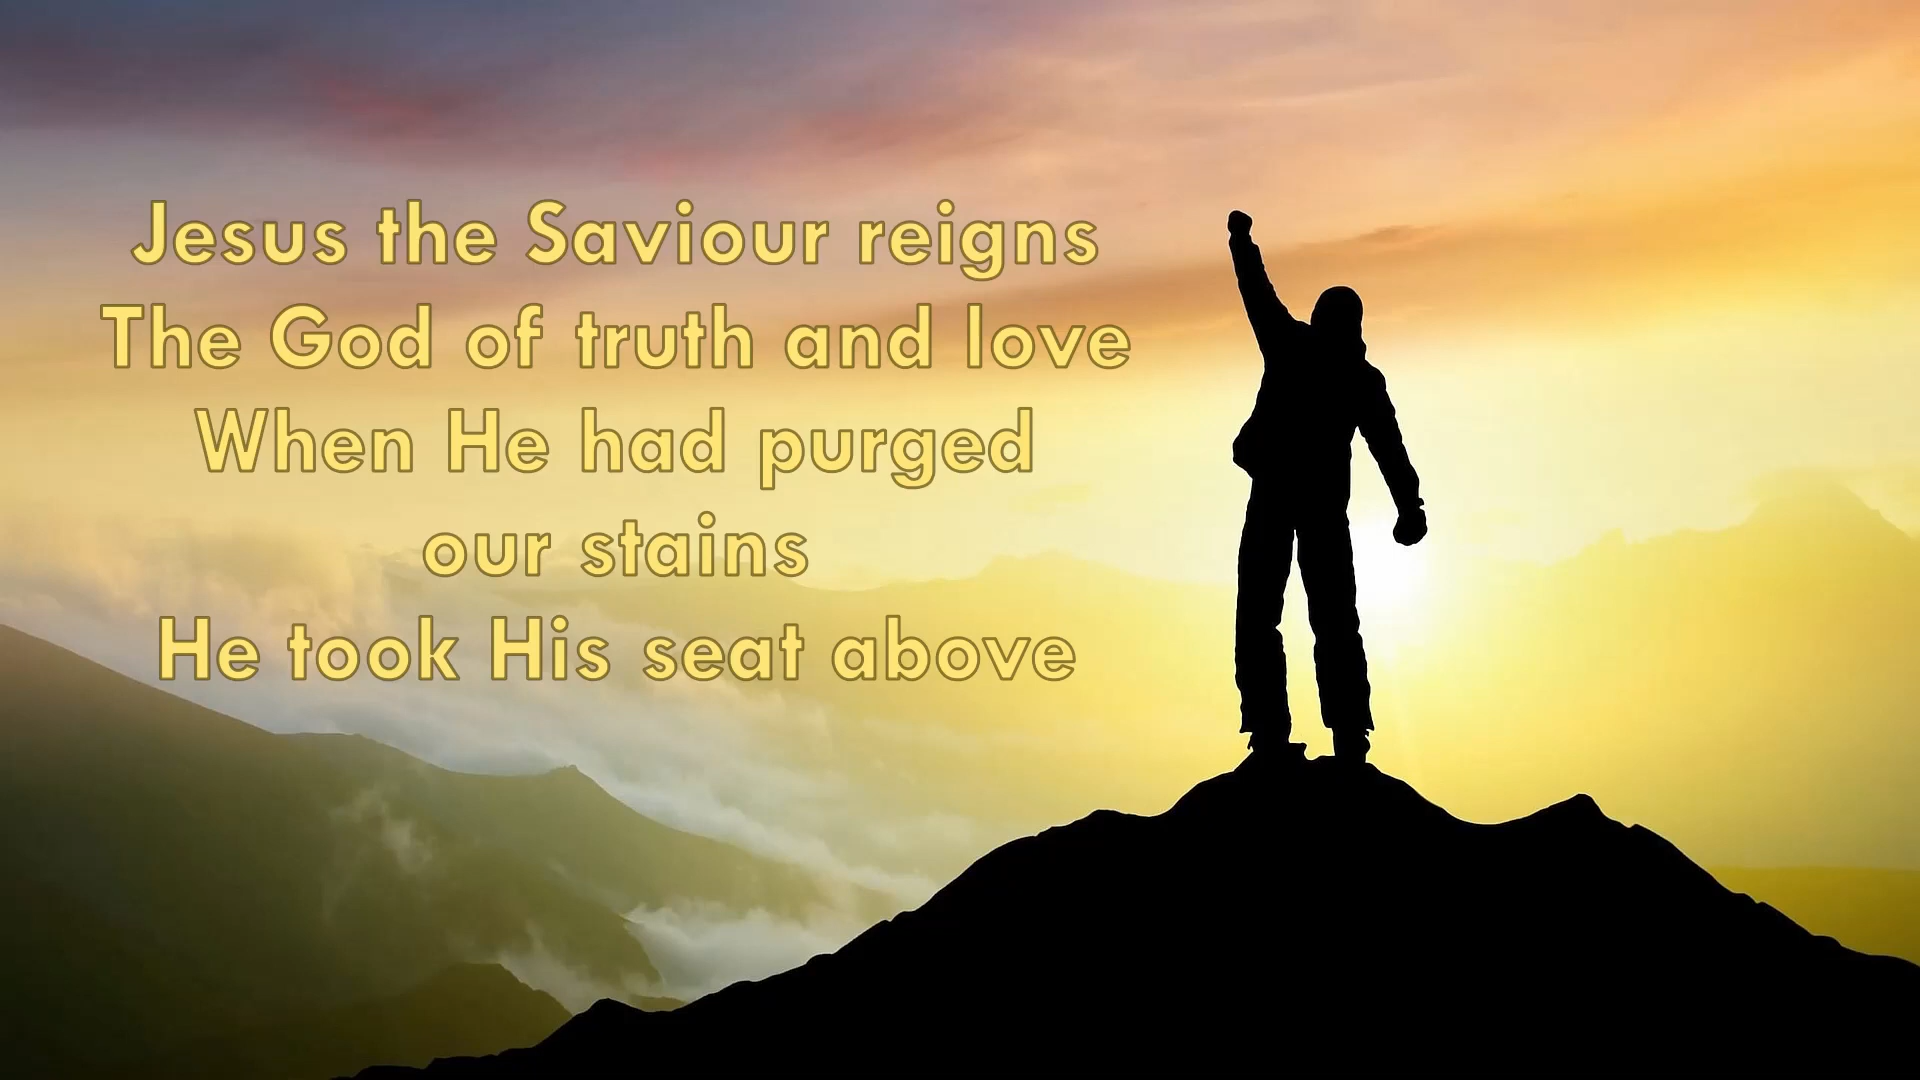 Jesus the Saviour reigns
The God of truth and love
When He had purged
our stains
He took His seat above